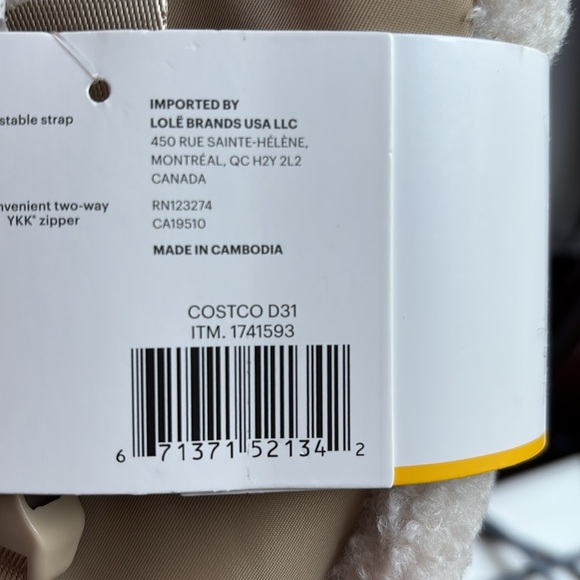 stable strap
nvenient two-way
YKK® zipper
IMPORTED BY
LOLË BRANDS USA LLC
450 RUE SAINTE-HÉLÈNE,
MONTRÉAL, QC H2Y 2L2
CANADA
RN123274
CA19510
MADE IN CAMBODIA
COSTCO D31
ITM. 1741593
6 71371 52134 2